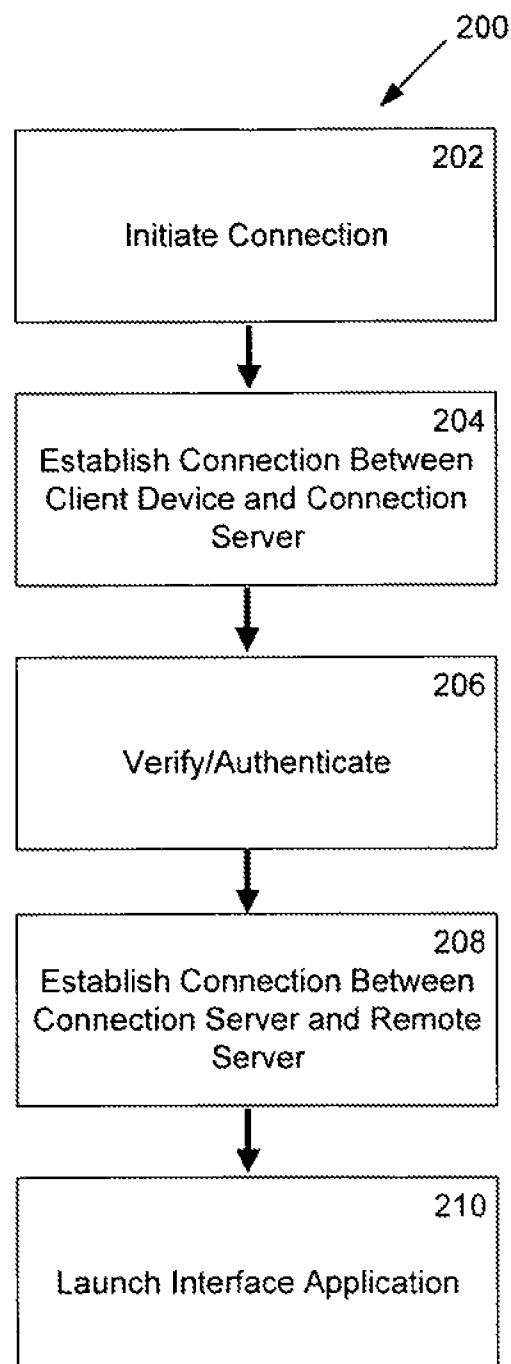 200
202
Initiate Connection
204
Establish Connection Between
Client Device and Connection
Server
206
Verify/Authenticate
208
Establish Connection Between
Connection Server and Remote
Server
210
Launch Interface Application